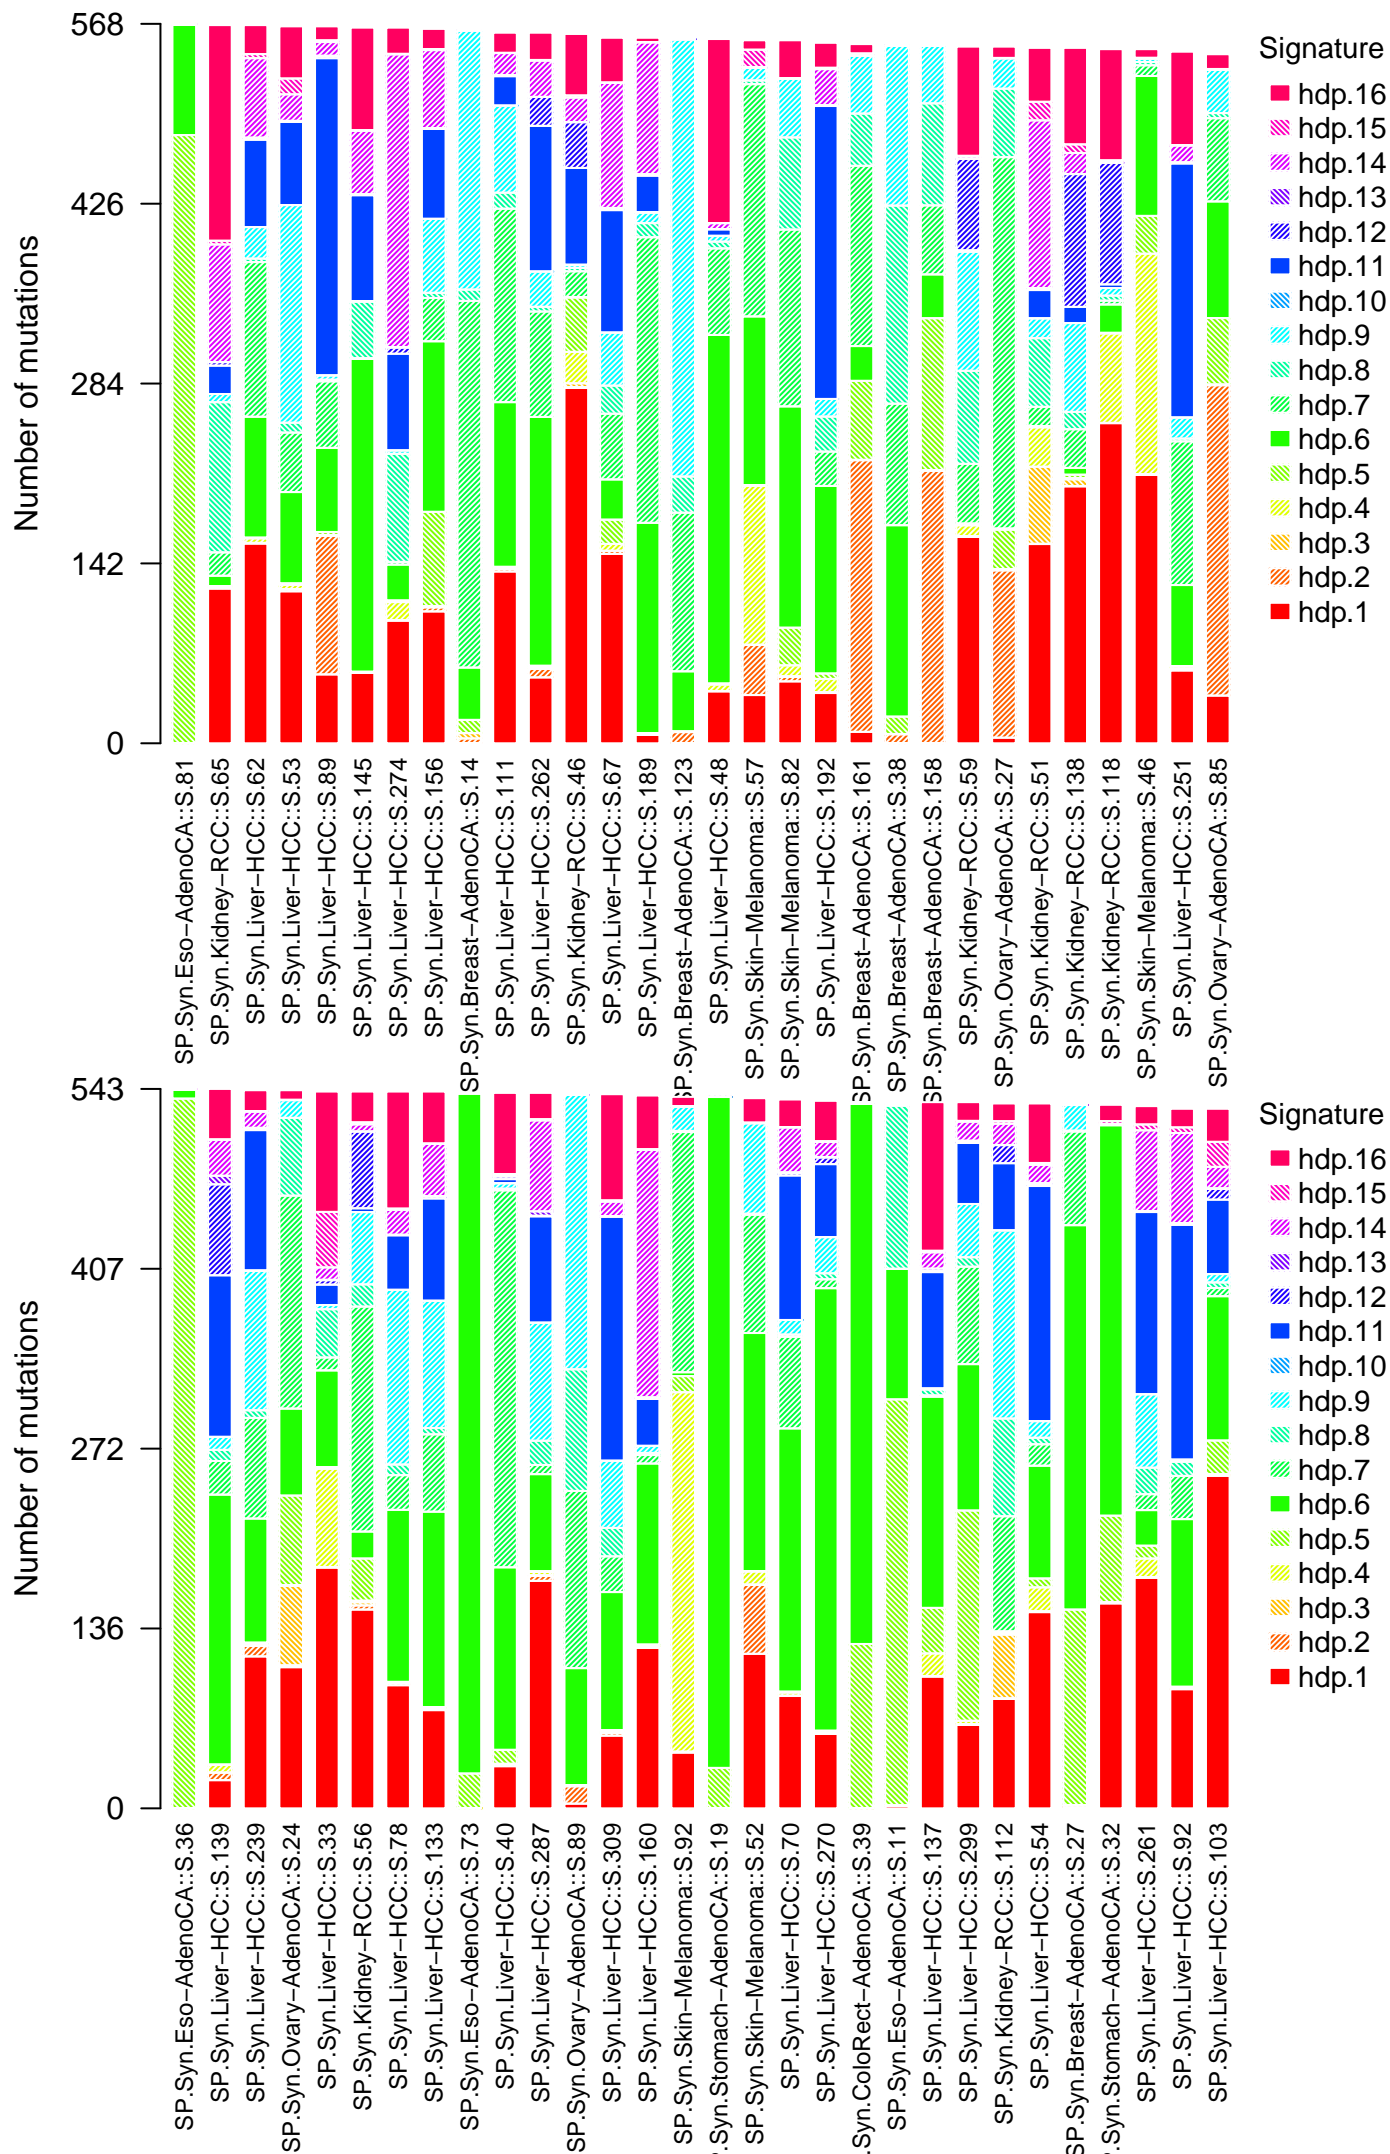 Number of mutations
568
426
284
142
0
Signature
hdp.16
hdp.15
hdp.14
hdp.13
hdp.12
hdp.11
hdp.10
hdp.9
hdp.8
hdp.7
hdp.6
hdp.5
hdp.4
hdp.3
hdp.2
hdp.1
SP.Syn.Eso−AdenoCA::S.81
SP.Syn.Kidney−RCC::S.65
SP.Syn.Liver−HCC::S.62
SP.Syn.Liver−HCC::S.53
SP.Syn.Liver−HCC::S.89
SP.Syn.Liver−HCC::S.145
SP.Syn.Liver−HCC::S.274
SP.Syn.Liver−HCC::S.156
SP.Syn.Breast−AdenoCA::S.14
SP.Syn.Liver−HCC::S.111
SP.Syn.Liver−HCC::S.262
SP.Syn.Kidney−RCC::S.46
SP.Syn.Liver−HCC::S.67
SP.Syn.Liver−HCC::S.189
SP.Syn.Breast−AdenoCA::S.123
SP.Syn.Liver−HCC::S.48
SP.Syn.Skin−Melanoma::S.57
SP.Syn.Skin−Melanoma::S.82
SP.Syn.Liver−HCC::S.192
SP.Syn.Breast−AdenoCA::S.161
SP.Syn.Breast−AdenoCA::S.38
SP.Syn.Breast−AdenoCA::S.158
SP.Syn.Kidney−RCC::S.59
SP.Syn.Ovary−AdenoCA::S.27
SP.Syn.Kidney−RCC::S.51
SP.Syn.Kidney−RCC::S.138
SP.Syn.Kidney−RCC::S.118
SP.Syn.Skin−Melanoma::S.46
SP.Syn.Liver−HCC::S.251
SP.Syn.Ovary−AdenoCA::S.85
Number of mutations
543
407
272
136
0
Signature
hdp.16
hdp.15
hdp.14
hdp.13
hdp.12
hdp.11
hdp.10
hdp.9
hdp.8
hdp.7
hdp.6
hdp.5
hdp.4
hdp.3
hdp.2
hdp.1
SP.Syn.Eso−AdenoCA::S.36
SP.Syn.Liver−HCC::S.139
SP.Syn.Liver−HCC::S.239
SP.Syn.Ovary−AdenoCA::S.24
SP.Syn.Liver−HCC::S.33
SP.Syn.Kidney−RCC::S.56
SP.Syn.Liver−HCC::S.78
SP.Syn.Liver−HCC::S.133
SP.Syn.Eso−AdenoCA::S.73
SP.Syn.Liver−HCC::S.40
SP.Syn.Liver−HCC::S.287
SP.Syn.Ovary−AdenoCA::S.89
SP.Syn.Liver−HCC::S.309
SP.Syn.Liver−HCC::S.160
SP.Syn.Skin−Melanoma::S.92
.Syn.Stomach−AdenoCA::S.19
SP.Syn.Skin−Melanoma::S.52
SP.Syn.Liver−HCC::S.70
SP.Syn.Liver−HCC::S.270
.Syn.ColoRect−AdenoCA::S.39
SP.Syn.Eso−AdenoCA::S.11
SP.Syn.Liver−HCC::S.137
SP.Syn.Liver−HCC::S.299
SP.Syn.Kidney−RCC::S.112
SP.Syn.Liver−HCC::S.54
SP.Syn.Breast−AdenoCA::S.27
.Syn.Stomach−AdenoCA::S.32
SP.Syn.Liver−HCC::S.261
SP.Syn.Liver−HCC::S.92
SP.Syn.Liver−HCC::S.103